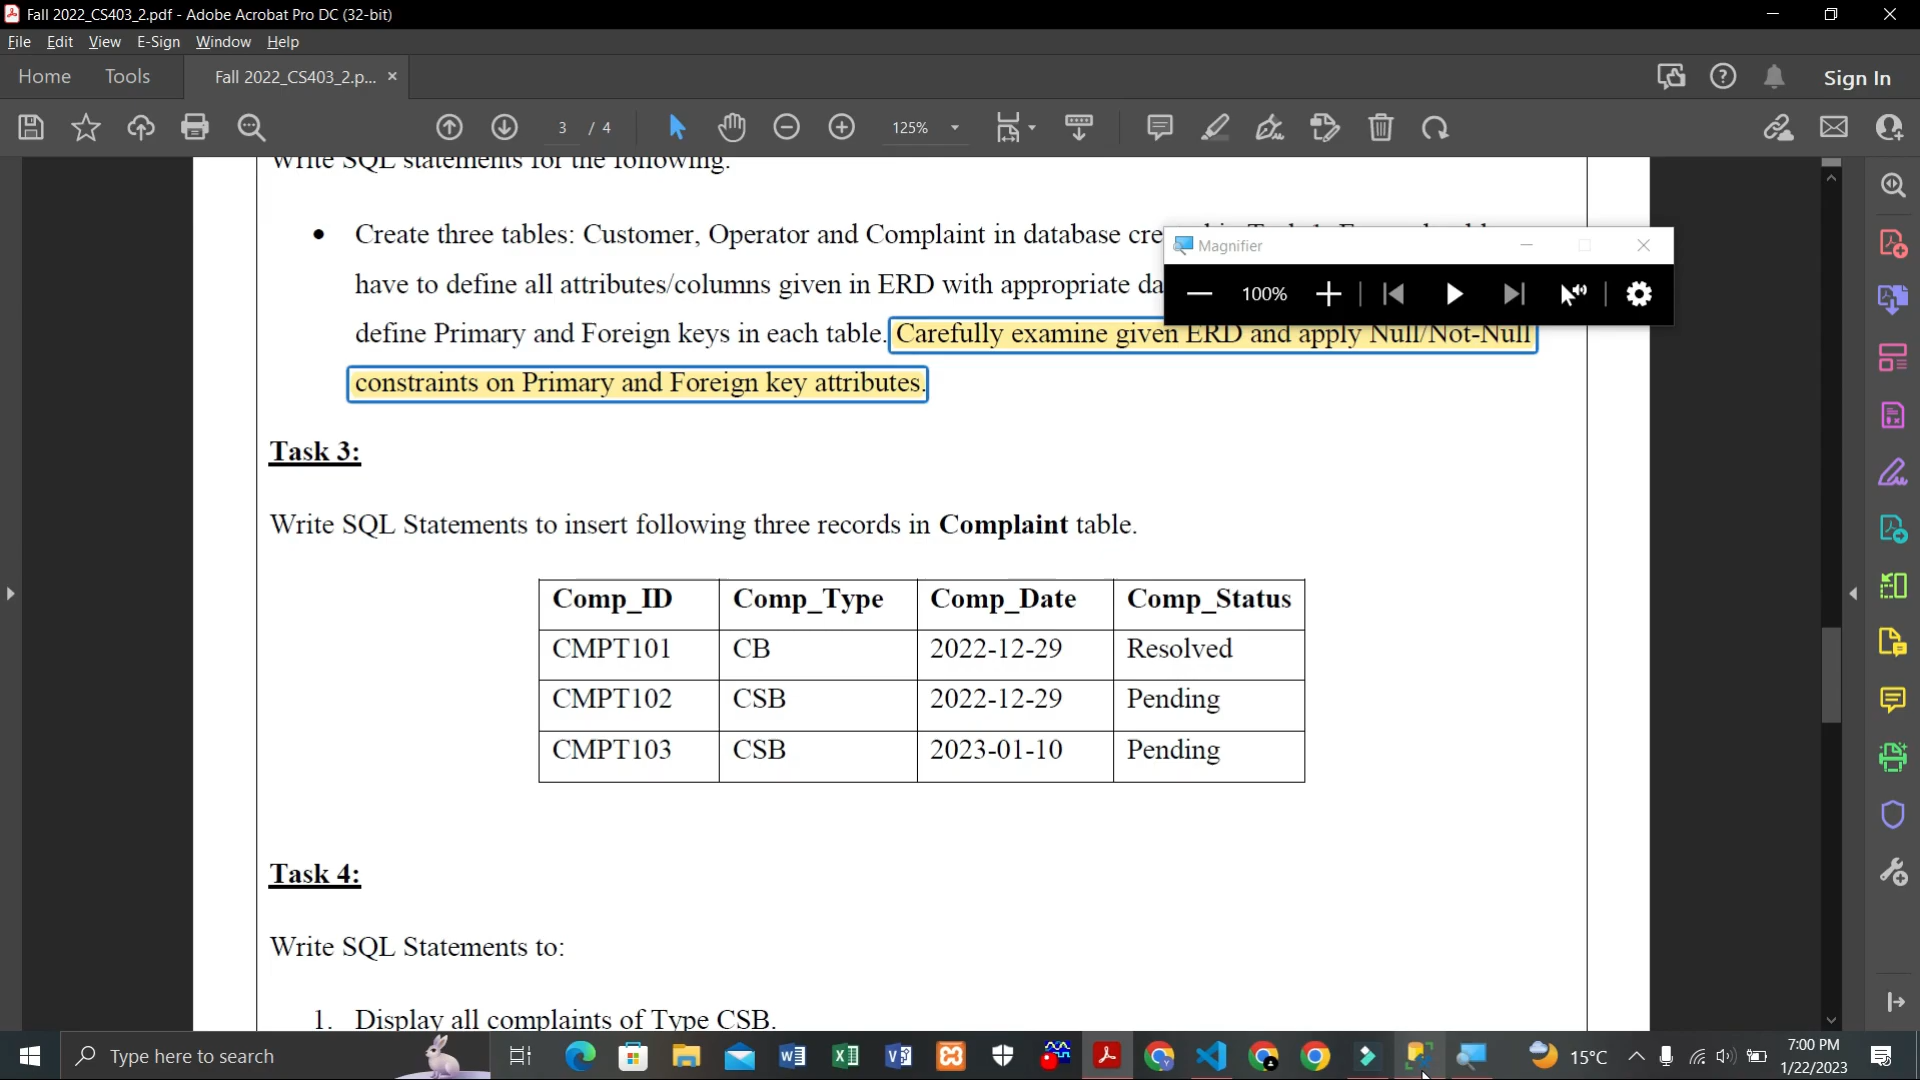 Fall 2022_CS403_2.pdf - Adobe Acrobat Pro DC (32-bit)
File Edit View E-Sign Window Help
Home Tools Fall 2022_CS403_2.p... Sign In
3 / 4 125%
Write SQL statements for the following:
Create three tables: Customer, Operator and Complaint in database
Magnifier
have to define all attributes/columns given in ERD with appropriate
100%
define Primary and Foreign keys in each table. Carefully examine given ERD and apply Null/Not-Null
constraints on Primary and Foreign key attributes.
Task 3:
Write SQL Statements to insert following three records in Complaint table.
Comp_ID Comp_Type Comp_Date Comp_Status
CMPT101 CB 2022-12-29 Resolved
CMPT102 CSB 2022-12-29 Pending
CMPT103 CSB 2023-01-10 Pending
Task 4:
Write SQL Statements to:
1. Display all complaints of Type CSB.
Type here to search 15°C 7:00 PM
1/22/2023